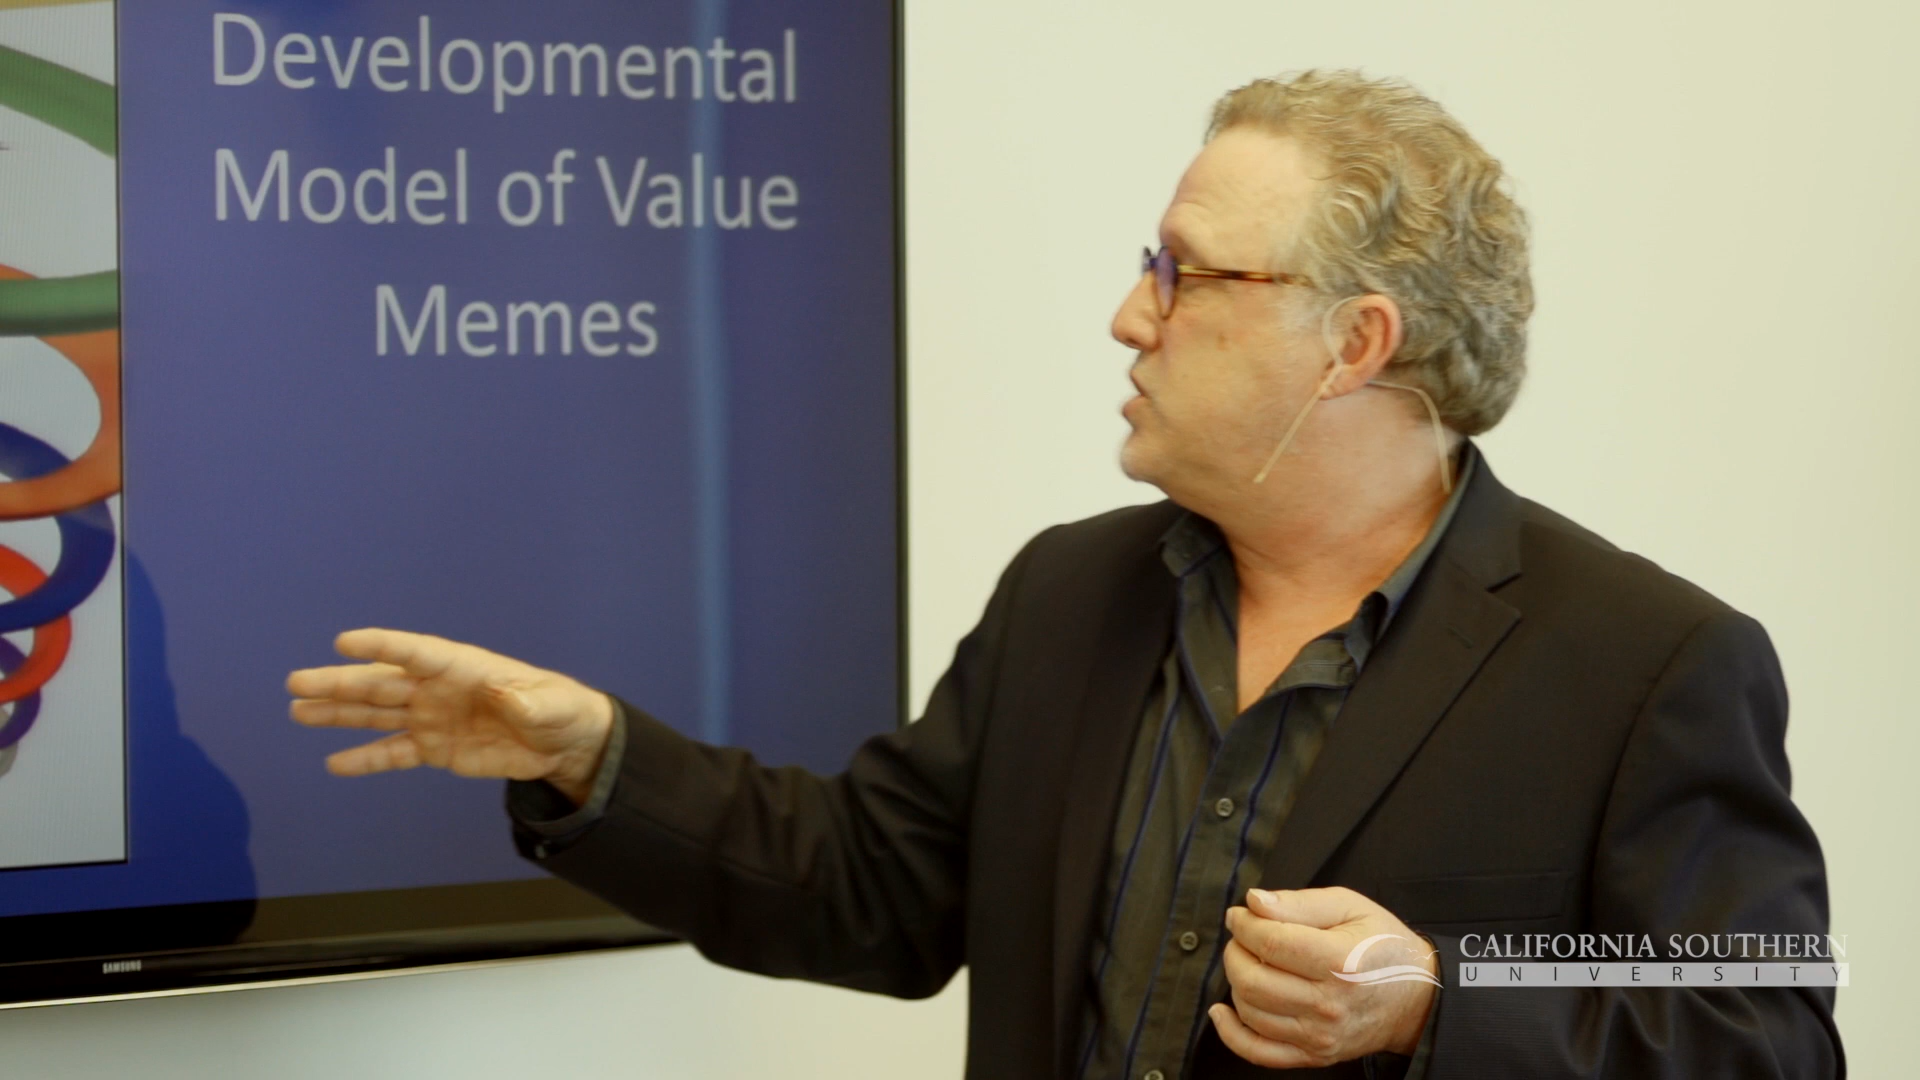 Developmental
Model of Value
Memes
SAMSUNG
CALIFORNIA SOUTHERN
UNIVERSITY